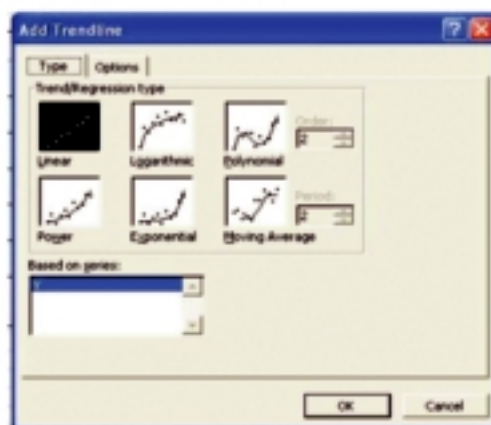 Add Trendline
Type Options
Trend/Regression type
Linear Logarithmic Polynomial
Order:
2
Power Exponential Moving Average
Period:
2
Based on series:
OK Cancel